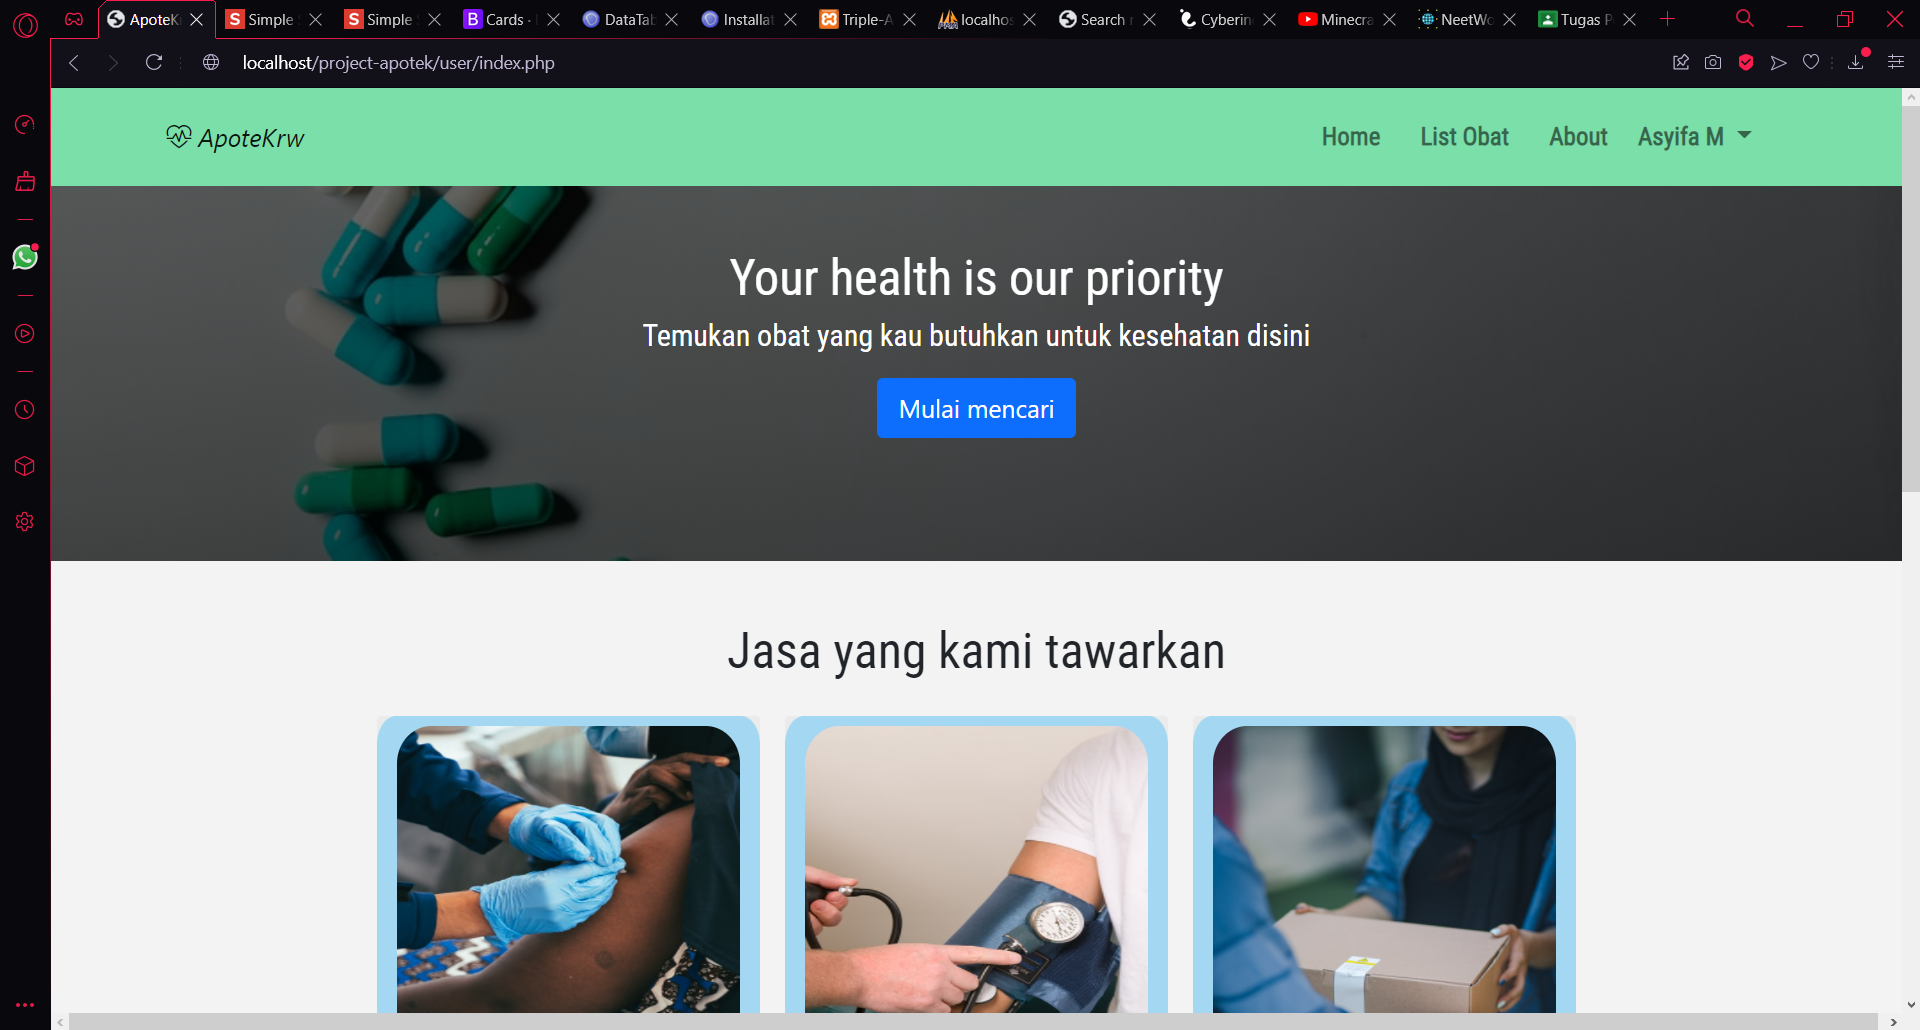 ApoteK
Simple
Simple
Cards ·
DataTab
Installat
Triple-A
localhos
Search r
Cyberin
Minecra
NeetWo
Tugas P
localhost/project-apotek/user/index.php
ApoteKrw
Home
List Obat
About
Asyifa M
Your health is our priority
Temukan obat yang kau butuhkan untuk kesehatan disini
Mulai mencari
Jasa yang kami tawarkan